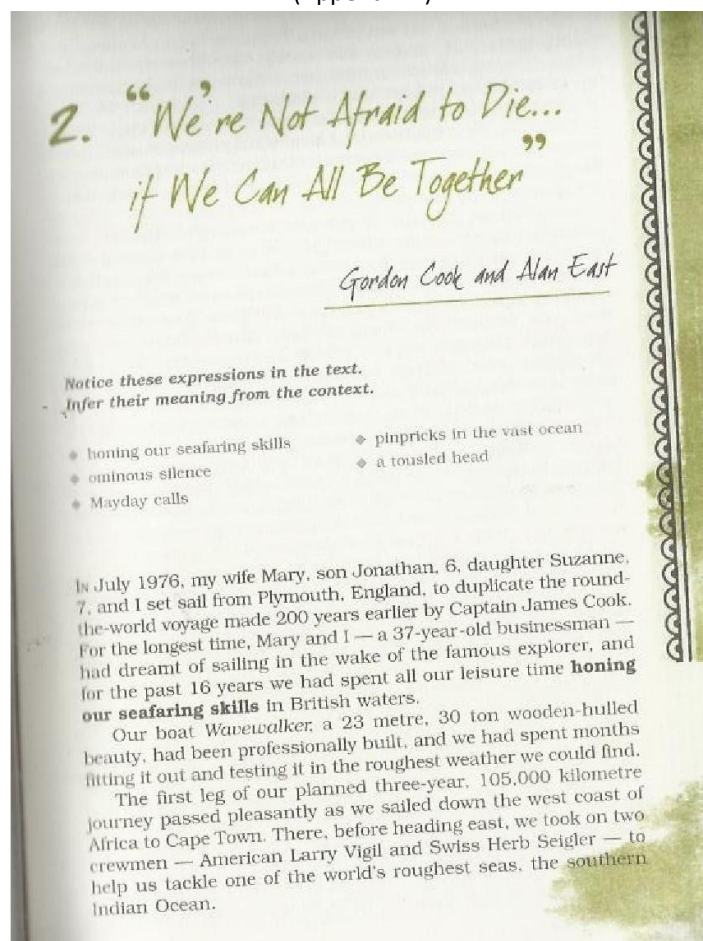 2. "We're Not Afraid to Die...
if We Can All Be Together"
Gordon Cook and Alan East
Notice these expressions in the text.
Infer their meaning from the context.
honing our seafaring skills
ominous silence
Mayday calls
pinpricks in the vast ocean
a tousled head
IN July 1976, my wife Mary, son Jonathan, 6, daughter Suzanne,
7, and I set sail from Plymouth, England, to duplicate the round-
the-world voyage made 200 years earlier by Captain James Cook.
For the longest time, Mary and I — a 37-year-old businessman —
had dreamt of sailing in the wake of the famous explorer, and
for the past 16 years we had spent all our leisure time honing
our seafaring skills in British waters.
Our boat Wavewalker, a 23 metre, 30 ton wooden-hulled
beauty, had been professionally built, and we had spent months
fitting it out and testing it in the roughest weather we could find.
The first leg of our planned three-year, 105,000 kilometre
journey passed pleasantly as we sailed down the west coast of
Africa to Cape Town. There, before heading east, we took on two
crewmen — American Larry Vigil and Swiss Herb Seigler — to
help us tackle one of the world's roughest seas, the southern
Indian Ocean.